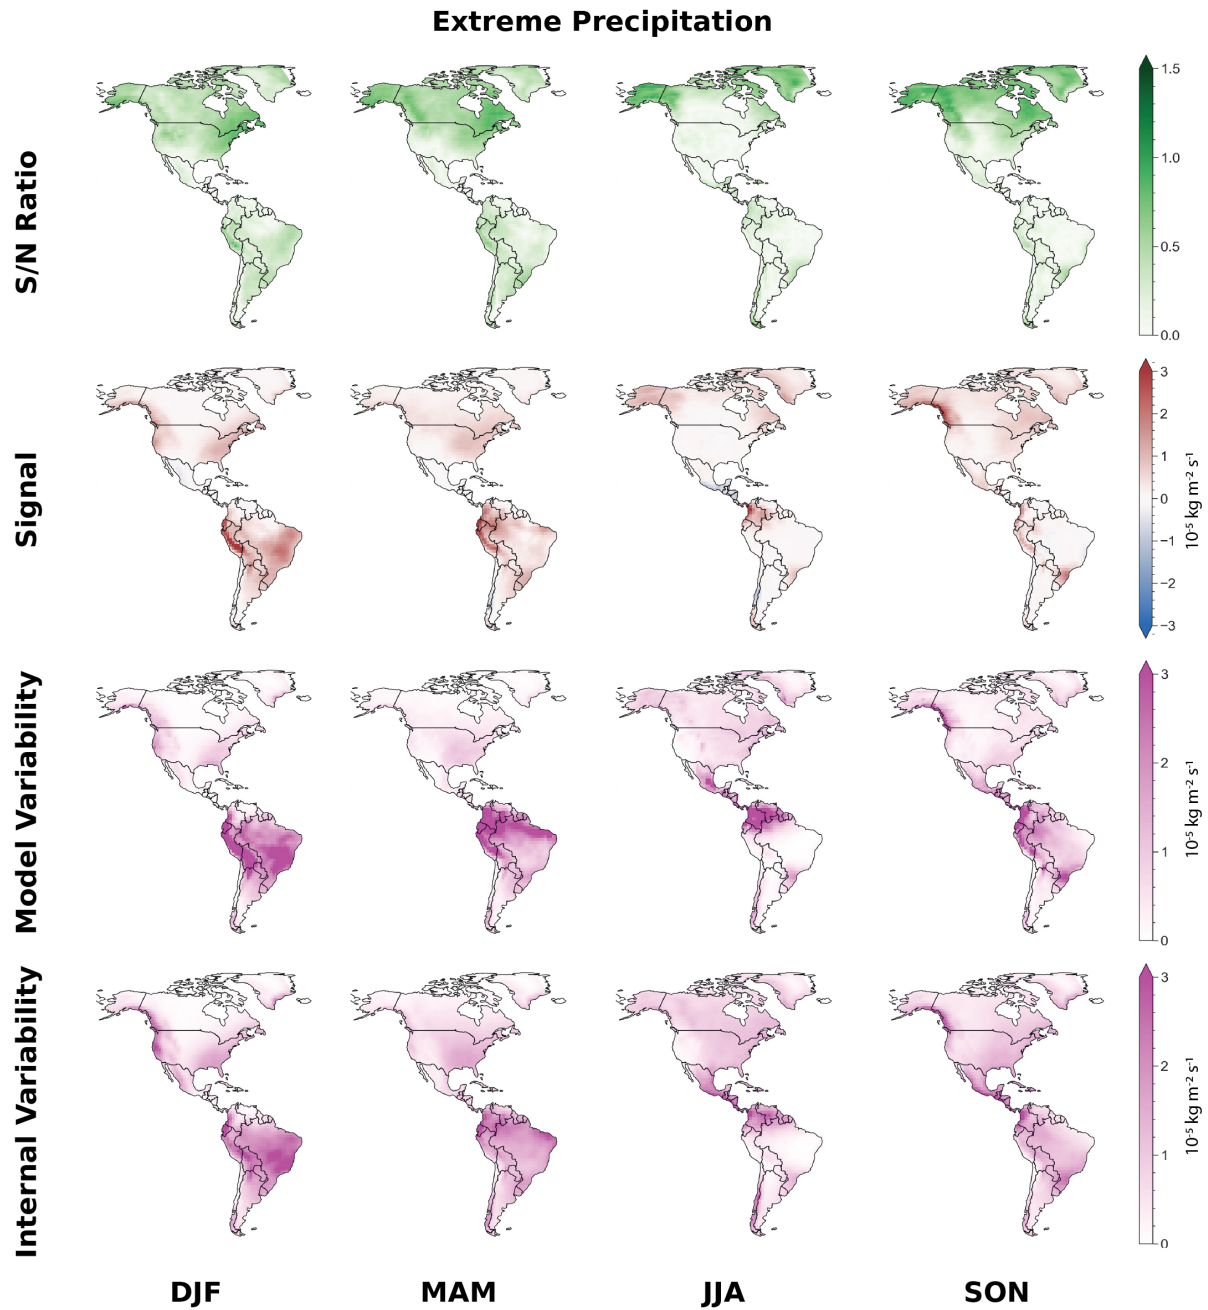 Extreme Precipitation
S/N Ratio
1.5
1.0
0.5
0.0
Signal
3
2
1
0
−1
−2
−3
10⁻⁵ kg m⁻² s⁻¹
Model Variability
3
2
1
0
10⁻⁵ kg m⁻² s⁻¹
Internal Variability
3
2
1
0
10⁻⁵ kg m⁻² s⁻¹
DJF MAM JJA SON